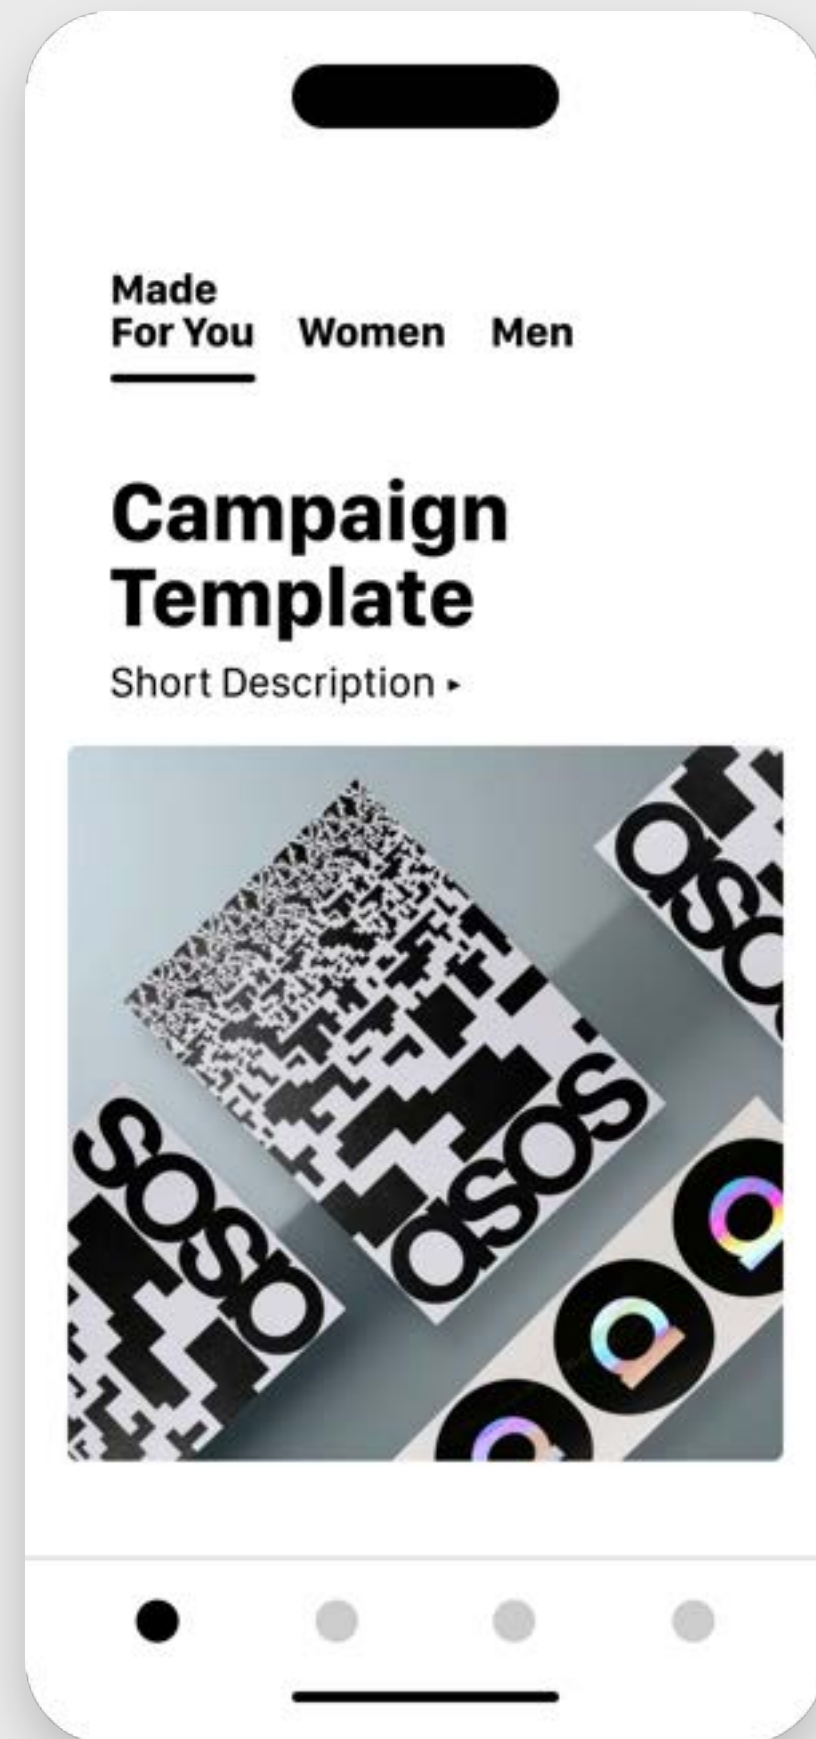 Made
For You
Women
Men
Campaign
Template
Short Description ▸
asos
asos
asos
a
a
a